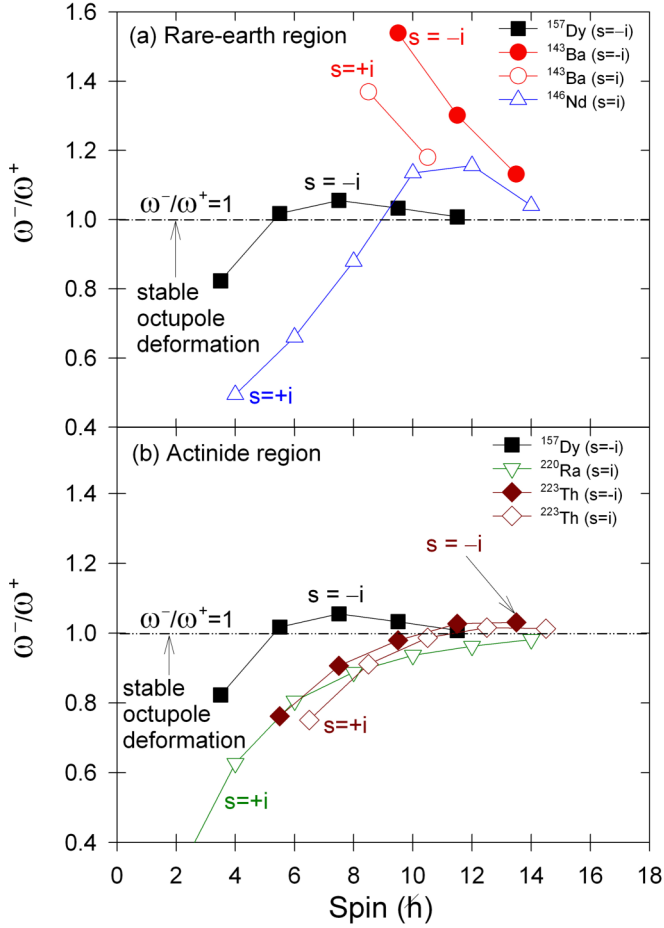 (a) Rare-earth region
¹⁵⁷Dy (s=−i)
¹⁴³Ba (s=-i)
¹⁴³Ba (s=i)
¹⁴⁶Nd (s=i)
s = −i
s=+i
s = −i
ω⁻/ω⁺=1
stable
octupole
deformation
s=+i
1.6
1.4
1.2
1.0
0.8
0.6
0.4
ω⁻/ω⁺
(b) Actinide region
¹⁵⁷Dy (s=-i)
²²⁰Ra (s=i)
²²³Th (s=-i)
²²³Th (s=i)
s = −i
s = −i
ω⁻/ω⁺=1
stable
octupole
deformation
s=+i
s=+i
1.4
1.2
1.0
0.8
0.6
0.4
ω⁻/ω⁺
0 2 4 6 8 10 12 14 16 18
Spin (ħ)